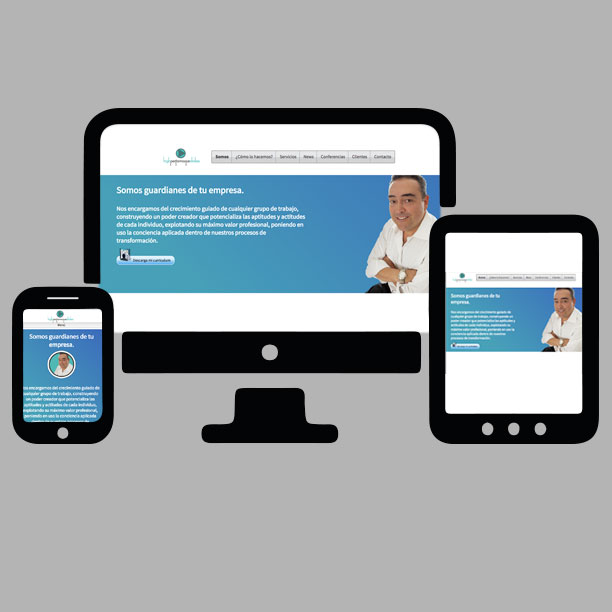 Somos
¿Cómo lo hacemos?
Servicios
News
Conferencias
Clientes
Contacto
Somos guardianes de tu empresa.
Nos encargamos del crecimiento guiado de cualquier grupo de trabajo,
construyendo un poder creador que potencializa las aptitudes y actitudes
de cada individuo, explotando su máximo valor profesional, poniendo en
uso la conciencia aplicada dentro de nuestros procesos de
transformación.
Descarga mi currículum
Menú
Somos guardianes de tu
empresa.
Nos encargamos del crecimiento guiado de
cualquier grupo de trabajo, construyendo
un poder creador que potencializa las
aptitudes y actitudes de cada individuo,
explotando su máximo valor profesional,
poniendo en uso la conciencia aplicada
Somos guardianes de tu
empresa.
Nos encargamos del crecimiento guiado de cualquier
grupo de trabajo, construyendo un poder creador que
potencializa las aptitudes y actitudes de cada
individuo, explotando su máximo valor profesional,
poniendo en uso la conciencia aplicada dentro de
nuestros procesos de transformación.